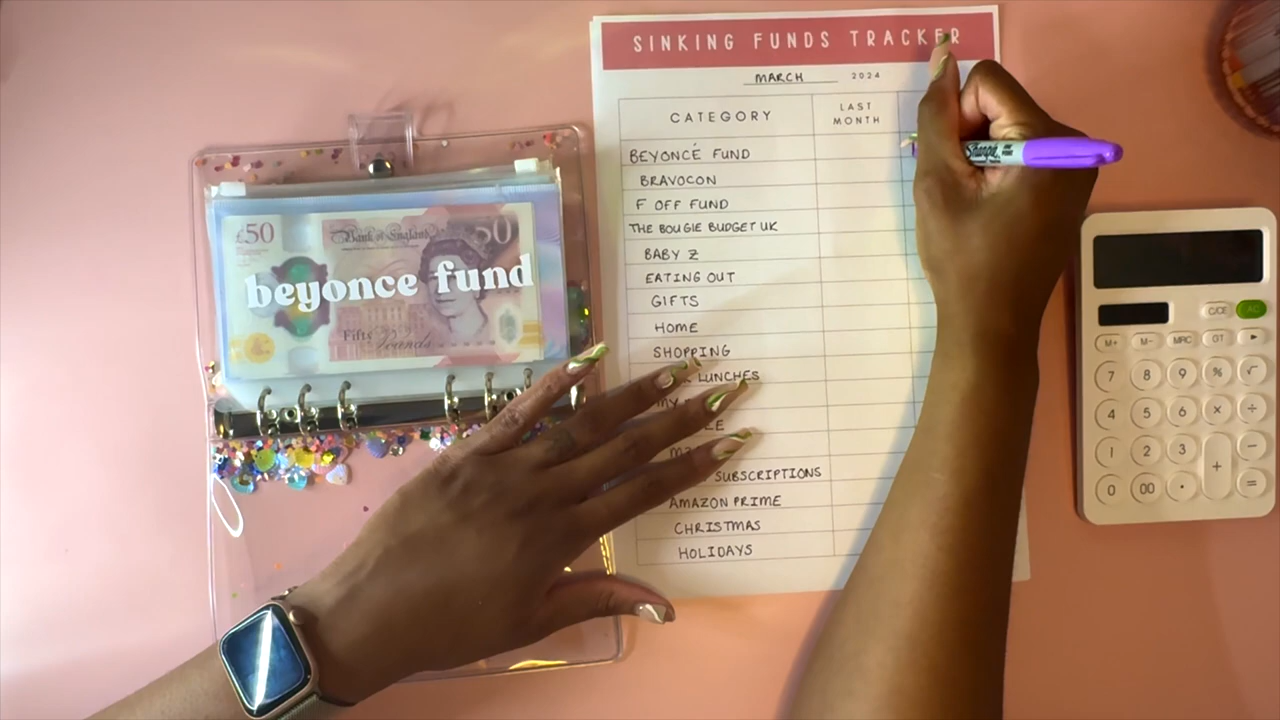 SINKING FUNDS TRACKER
MARCH 2024
CATEGORY
LAST MONTH
BEYONCÉ FUND
BRAVOCON
F OFF FUND
THE BOUGIE BUDGET UK
BABY Z
EATING OUT
GIFTS
HOME
SHOPPING
LUNCHES
SUBSCRIPTIONS
AMAZON PRIME
CHRISTMAS
HOLIDAYS
£50
Bank of England
50
beyonce fund
Fifty
Pounds
Sharpie
C/CE AC
M+ M- MRC GT ►
7 8 9 % √
4 5 6 × ÷
1 2 3 + −
0 00 · =